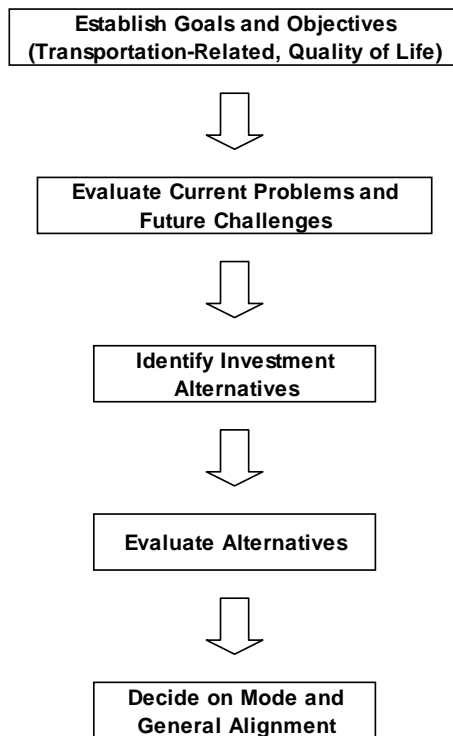 Establish Goals and Objectives
(Transportation-Related, Quality of Life)
Evaluate Current Problems and
Future Challenges
Identify Investment
Alternatives
Evaluate Alternatives
Decide on Mode and
General Alignment